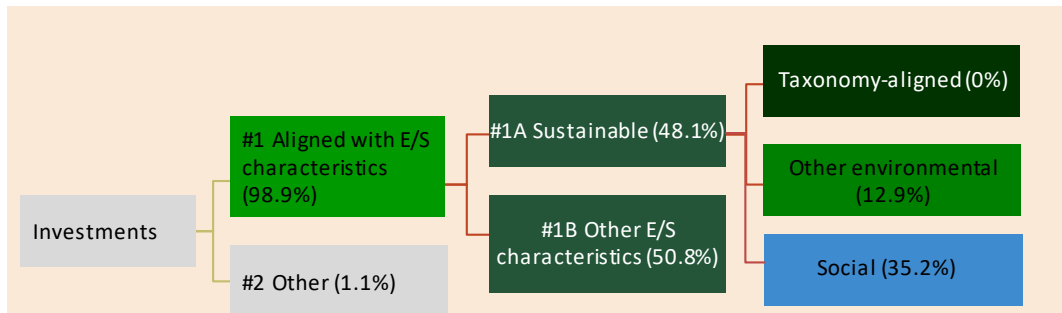 Investments
#1 Aligned with E/S
characteristics
(98.9%)
#2 Other (1.1%)
#1A Sustainable (48.1%)
#1B Other E/S
characteristics (50.8%)
Taxonomy-aligned (0%)
Other environmental
(12.9%)
Social (35.2%)